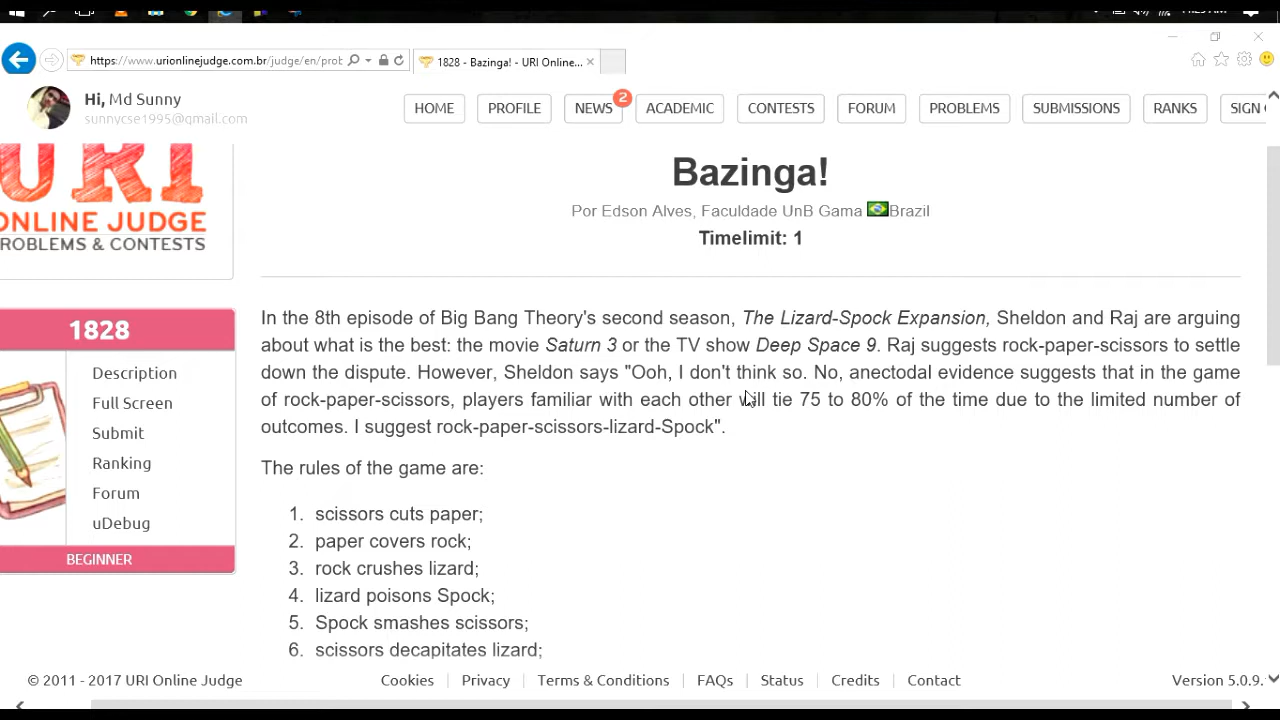 https://www.urionlinejudge.com.br/judge/en/prot
1828 - Bazinga! - URI Online...
Hi, Md Sunny
sunnycse1995@gmail.com
HOME
PROFILE
NEWS
2
ACADEMIC
CONTESTS
FORUM
PROBLEMS
SUBMISSIONS
RANKS
SIGN
URI
ONLINE JUDGE
PROBLEMS & CONTESTS
Bazinga!
Por Edson Alves, Faculdade UnB Gama Brazil
Timelimit: 1
1828
Description
Full Screen
Submit
Ranking
Forum
uDebug
BEGINNER
In the 8th episode of Big Bang Theory's second season, The Lizard-Spock Expansion, Sheldon and Raj are arguing
about what is the best: the movie Saturn 3 or the TV show Deep Space 9. Raj suggests rock-paper-scissors to settle
down the dispute. However, Sheldon says "Ooh, I don't think so. No, anectodal evidence suggests that in the game
of rock-paper-scissors, players familiar with each other will tie 75 to 80% of the time due to the limited number of
outcomes. I suggest rock-paper-scissors-lizard-Spock".
The rules of the game are:
1. scissors cuts paper;
2. paper covers rock;
3. rock crushes lizard;
4. lizard poisons Spock;
5. Spock smashes scissors;
6. scissors decapitates lizard;
© 2011 - 2017 URI Online Judge
Cookies | Privacy | Terms & Conditions | FAQs | Status | Credits | Contact
Version 5.0.9.